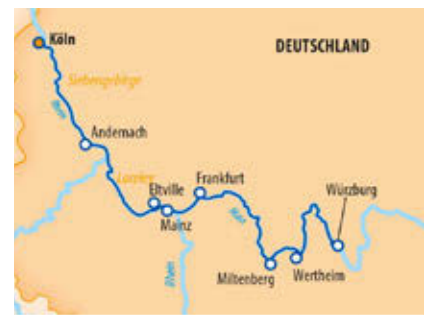 Köln
DEUTSCHLAND
Siebengebirge
Rhein
Andernach
Loreley
Eltville
Frankfurt
Mainz
Main
Würzburg
Miltenberg
Wertheim
Rhein